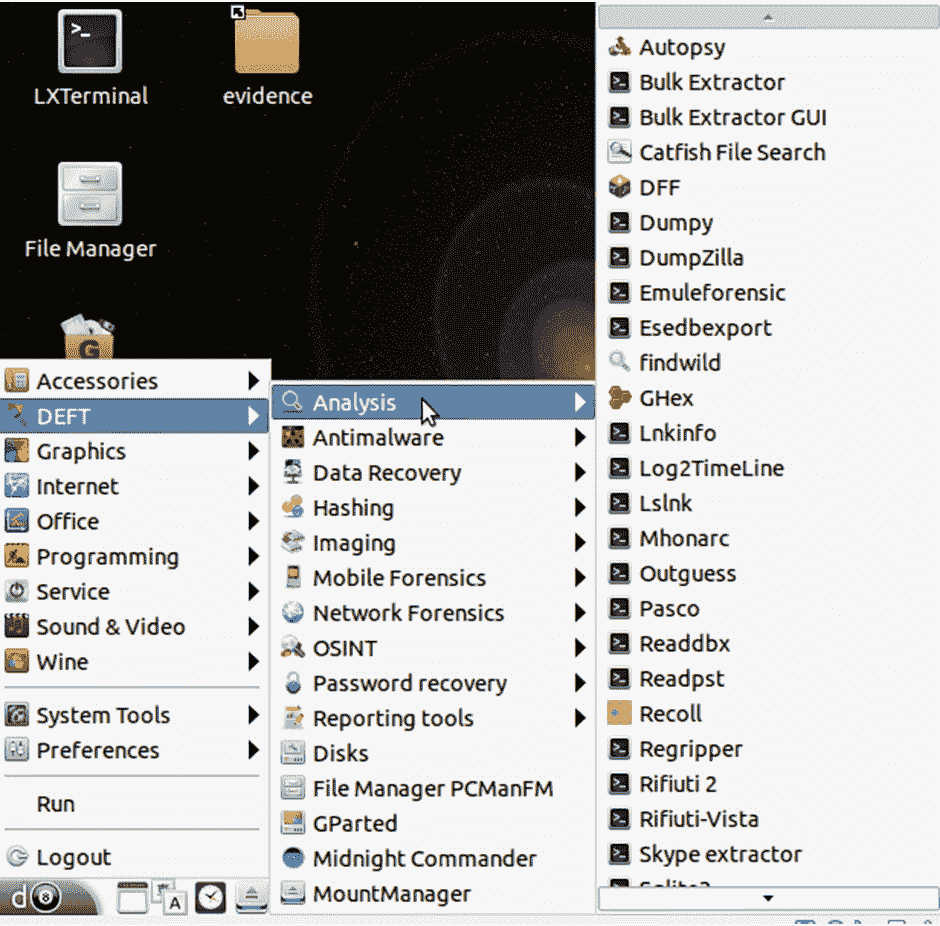 LXTerminal
evidence
File Manager
G
Accessories
DEFT
Graphics
Internet
Office
Programming
Service
Sound & Video
Wine
System Tools
Preferences
Run
Logout
Analysis
Antimalware
Data Recovery
Hashing
Imaging
Mobile Forensics
Network Forensics
OSINT
Password recovery
Reporting tools
Disks
File Manager PCManFM
GParted
Midnight Commander
MountManager
Autopsy
Bulk Extractor
Bulk Extractor GUI
Catfish File Search
DFF
Dumpy
DumpZilla
Emuleforensic
Esedbexport
findwild
GHex
Lnkinfo
Log2TimeLine
Lslnk
Mhonarc
Outguess
Pasco
Readdbx
Readpst
Recoll
Regripper
Rifiuti 2
Rifiuti-Vista
Skype extractor
d8
A